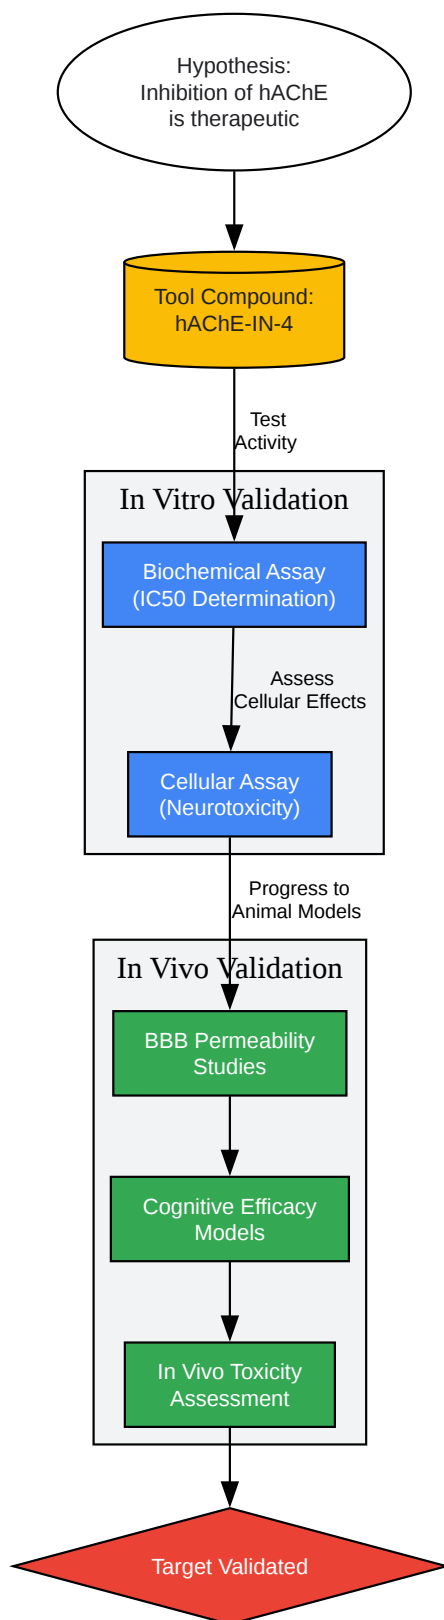 Hypothesis:
Inhibition of hAChE
is therapeutic
Tool Compound:
hAChE-IN-4
Test
Activity
In Vitro Validation
Biochemical Assay
(IC50 Determination)
Assess
Cellular Effects
Cellular Assay
(Neurotoxicity)
Progress to
Animal Models
In Vivo Validation
BBB Permeability
Studies
Cognitive Efficacy
Models
In Vivo Toxicity
Assessment
Target Validated